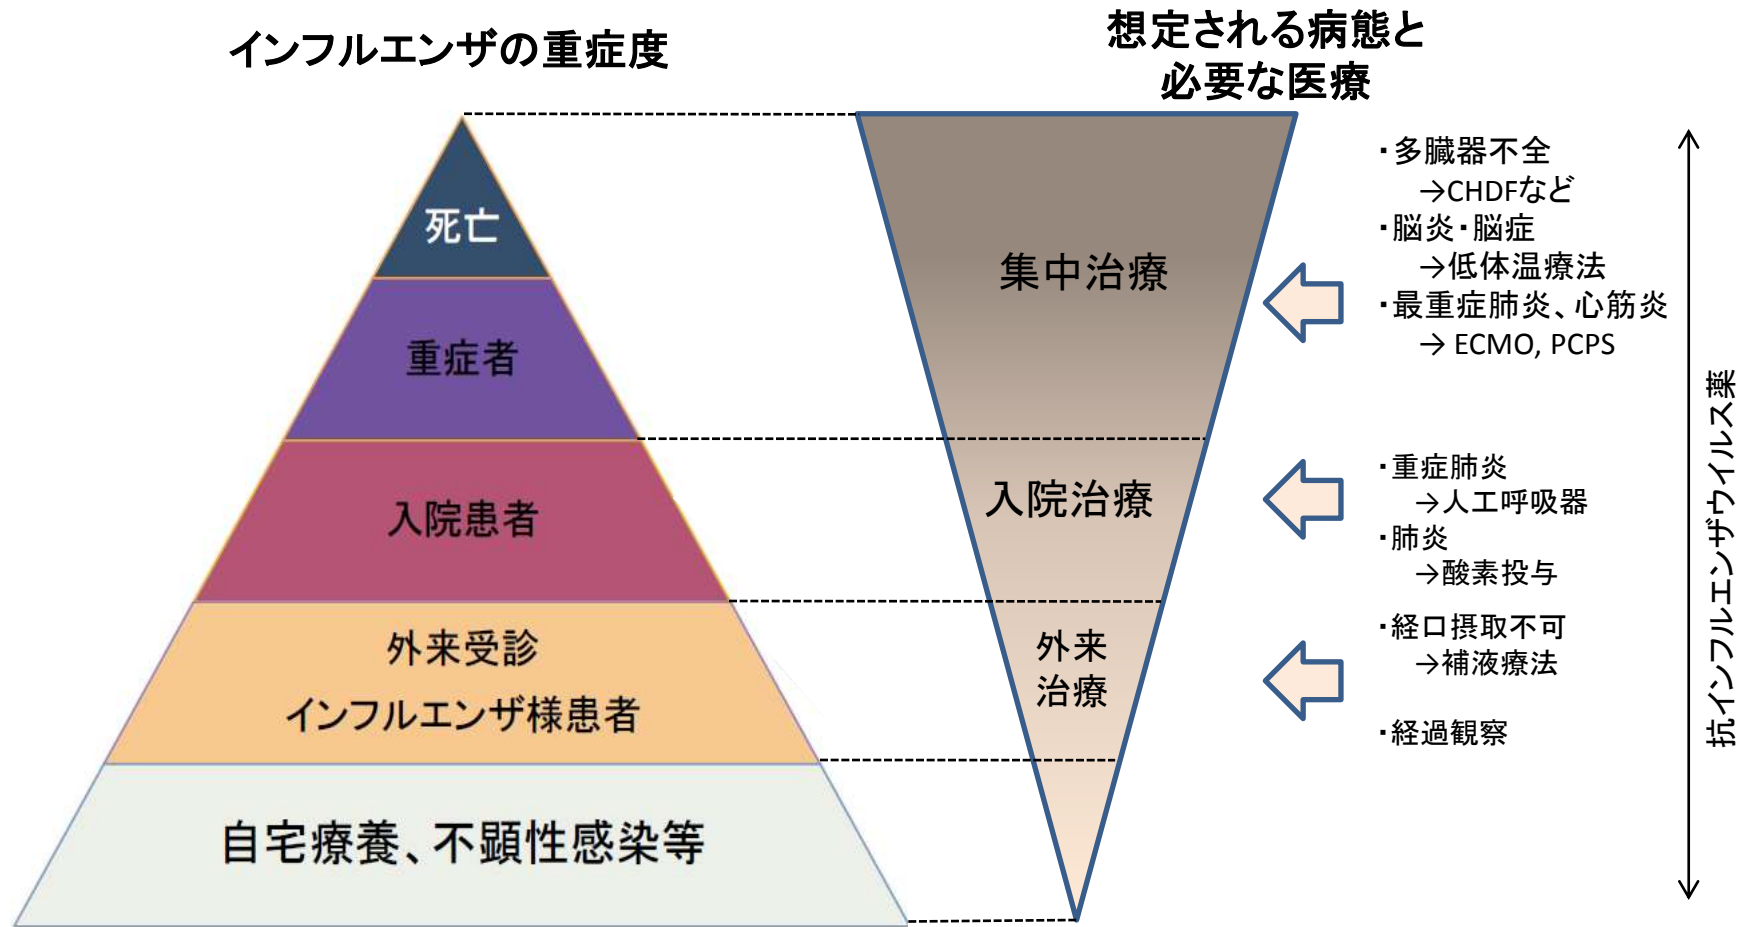 インフルエンザの重症度
想定される病態と
必要な医療
死亡
重症者
入院患者
外来受診
インフルエンザ様患者
自宅療養、不顕性感染等
集中治療
入院治療
外来
治療
・多臓器不全
→CHDFなど
・脳炎・脳症
→低体温療法
・最重症肺炎、心筋炎
→ ECMO, PCPS
・重症肺炎
→人工呼吸器
・肺炎
→酸素投与
・経口摂取不可
→補液療法
・経過観察
抗インフルエンザウイルス薬